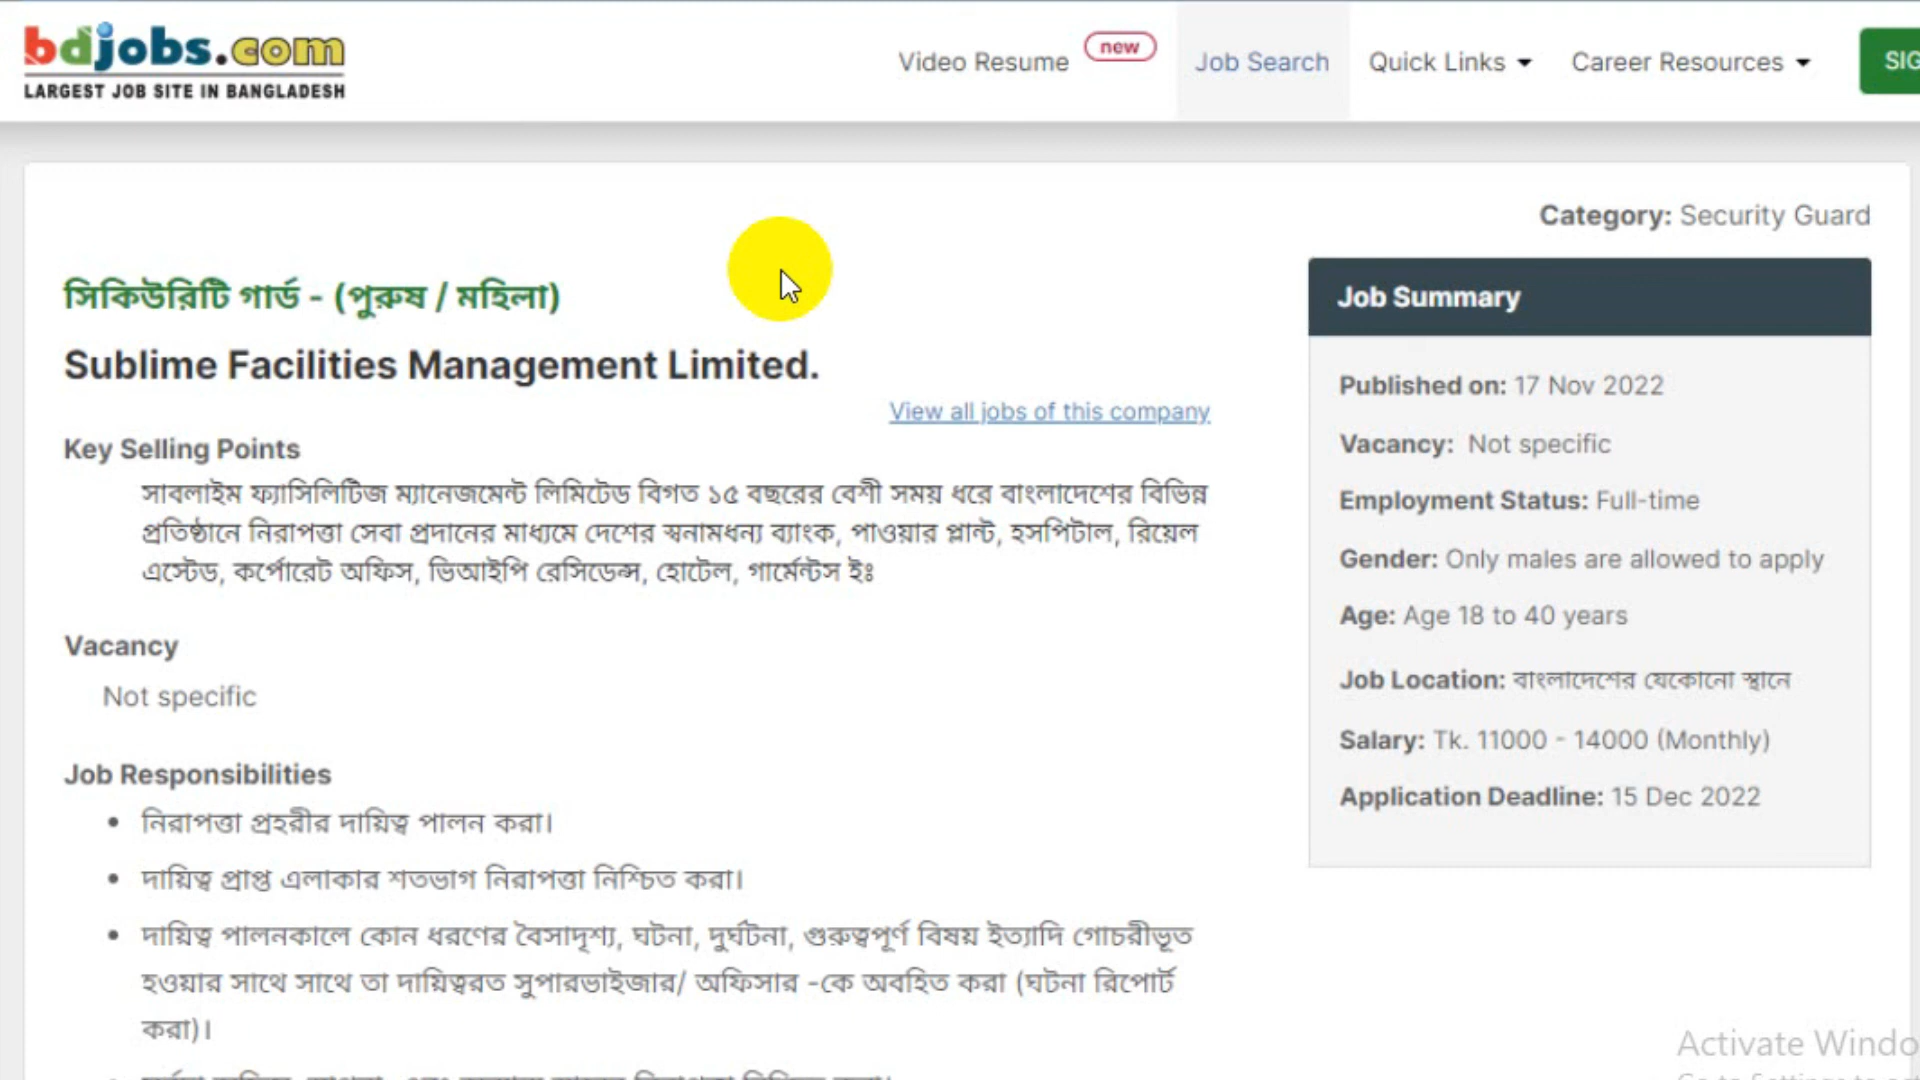 bdjobs.com
LARGEST JOB SITE IN BANGLADESH
Video Resume new Job Search Quick Links Career Resources SIG
Category: Security Guard
সিকিউরিটি গার্ড - (পুরুষ / মহিলা)
Sublime Facilities Management Limited.
View all jobs of this company
Key Selling Points
সাবলাইম ফ্যাসিলিটিজ ম্যানেজমেন্ট লিমিটেড বিগত ১৫ বছরের বেশী সময় ধরে বাংলাদেশের বিভিন্ন
প্রতিষ্ঠানে নিরাপত্তা সেবা প্রদানের মাধ্যমে দেশের স্বনামধন্য ব্যাংক, পাওয়ার প্লান্ট, হসপিটাল, রিয়েল
এস্টেড, কর্পোরেট অফিস, ভিআইপি রেসিডেন্স, হোটেল, গার্মেন্টস ইঃ
Vacancy
Not specific
Job Responsibilities
• নিরাপত্তা প্রহরীর দায়িত্ব পালন করা।
• দায়িত্ব প্রাপ্ত এলাকার শতভাগ নিরাপত্তা নিশ্চিত করা।
• দায়িত্ব পালনকালে কোন ধরণের বৈসাদৃশ্য, ঘটনা, দুর্ঘটনা, গুরুত্বপূর্ণ বিষয় ইত্যাদি গোচরীভূত
হওয়ার সাথে সাথে তা দায়িত্বরত সুপারভাইজার/ অফিসার -কে অবহিত করা (ঘটনা রিপোর্ট
করা)।
Job Summary
Published on: 17 Nov 2022
Vacancy: Not specific
Employment Status: Full-time
Gender: Only males are allowed to apply
Age: Age 18 to 40 years
Job Location: বাংলাদেশের যেকোনো স্থানে
Salary: Tk. 11000 - 14000 (Monthly)
Application Deadline: 15 Dec 2022
Activate Windo